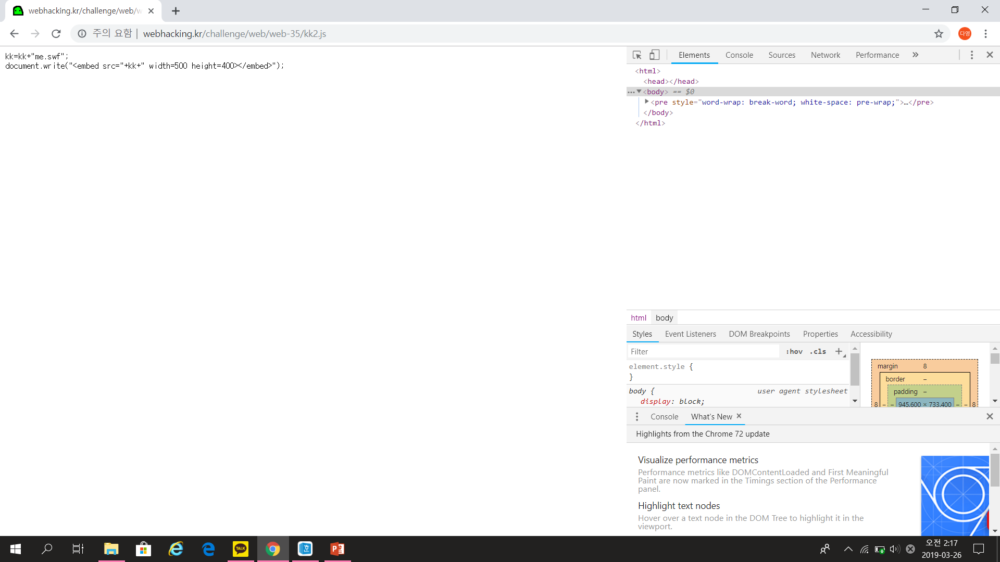 webhacking.kr/challenge/web/w
주의 요함 | webhacking.kr/challenge/web/web-35/kk2.js
다영
kk=kk+"me.swf";
document.write("<embed src="+kk+" width=500 height=400></embed>");
Elements Console Sources Network Performance »
<html>
<head></head>
<body> == $0
<pre style="word-wrap: break-word; white-space: pre-wrap;">…</pre>
</body>
</html>
html body
Styles Event Listeners DOM Breakpoints Properties Accessibility
Filter :hov .cls +
element.style {
}
body { user agent stylesheet
display: block;
margin 8
border –
padding –
8 – – 945.600 × 733.400 – – 8
Console What's New
Highlights from the Chrome 72 update
Visualize performance metrics
Performance metrics like DOMContentLoaded and First Meaningful
Paint are now marked in the Timings section of the Performance
panel.
Highlight text nodes
Hover over a text node in the DOM Tree to highlight it in the
viewport.
TALK
오전 2:17
2019-03-26